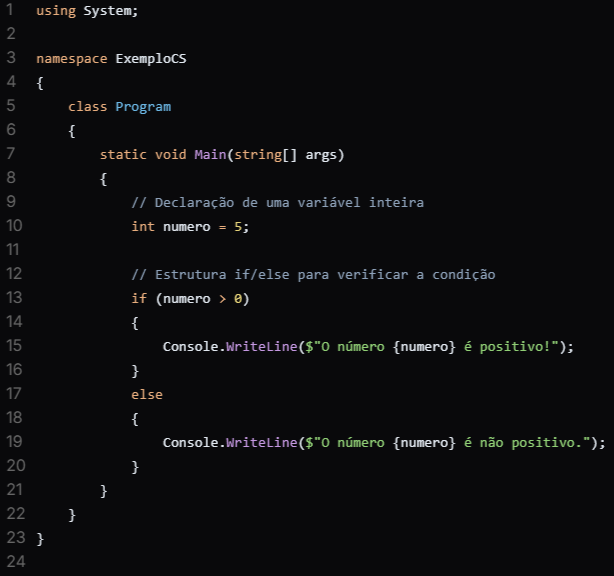 1 using System;
2
3 namespace ExemploCS
4 {
5     class Program
6     {
7         static void Main(string[] args)
8         {
9             // Declaração de uma variável inteira
10             int numero = 5;
11
12             // Estrutura if/else para verificar a condição
13             if (numero > 0)
14             {
15                 Console.WriteLine($"O número {numero} é positivo!");
16             }
17             else
18             {
19                 Console.WriteLine($"O número {numero} é não positivo.");
20             }
21         }
22     }
23 }
24